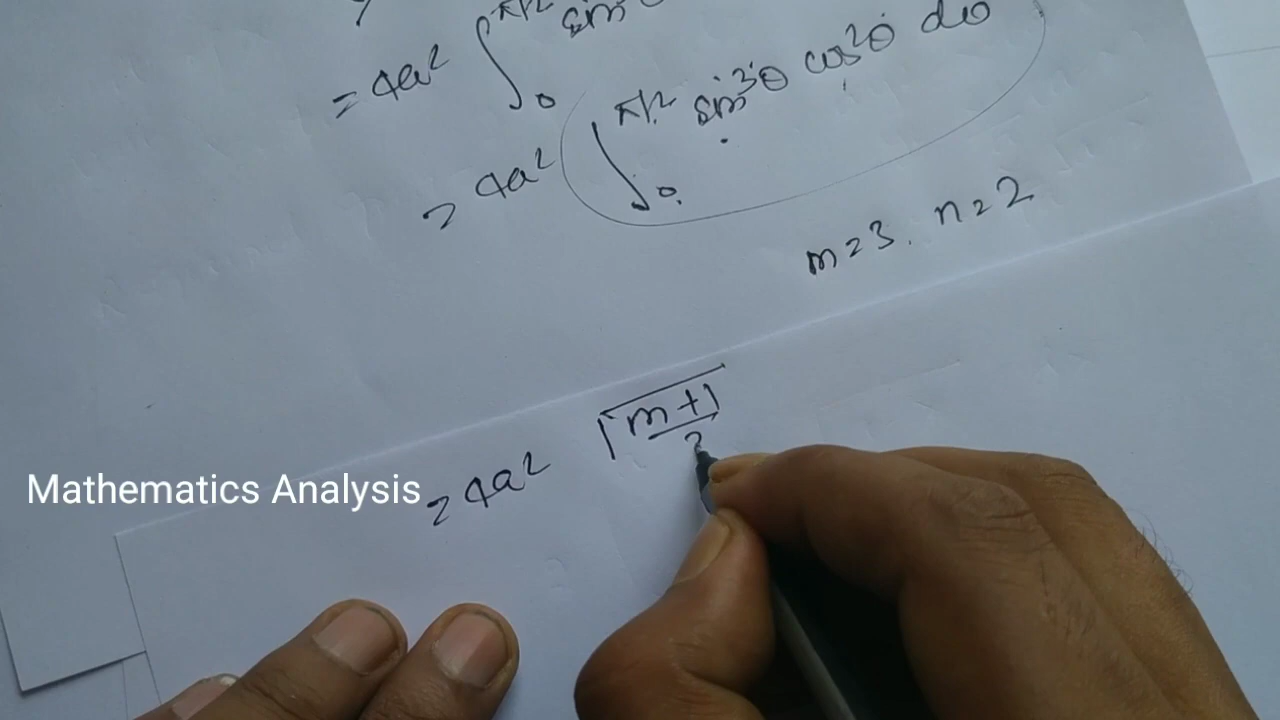 = 4a² ∫₀^π/2 sin
= 4a² ∫₀^π/2 sin³θ cos²θ dθ
m = 3, n = 2
= 4a² Γ(m+1)/2
Mathematics Analysis